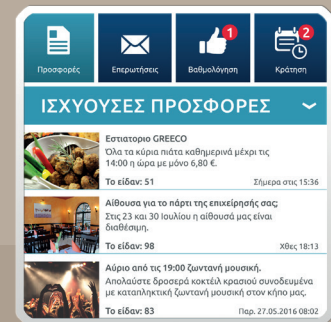 1
2
Προσφορές
Επερωτήσεις
Βαθμολόγηση
Κράτηση
ΙΣΧΥΟΥΣΕΣ ΠΡΟΣΦΟΡΕΣ
Εστιατοριο GREECO
Όλα τα κύρια πιάτα καθημερινά μέχρι τις
14:00 η ώρα με μόνο 6,80 €.
Το είδαν: 51
Σήμερα στις 15:36
Αίθουσα για το πάρτι της επιχείρησής σας;
Στις 23 και 30 Ιουλίου η αίθουσά μας είναι
διαθέσιμη.
Το είδαν: 98
Χθες 18:13
Αύριο από τις 19:00 ζωντανή μουσική.
Απολαύστε δροσερά κοκτέιλ κρασιού συνοδευμένα
με καταπληκτική ζωντανή μουσική στον κήπο μας.
Το είδαν: 83
Παρ. 27.05.2016 08:02